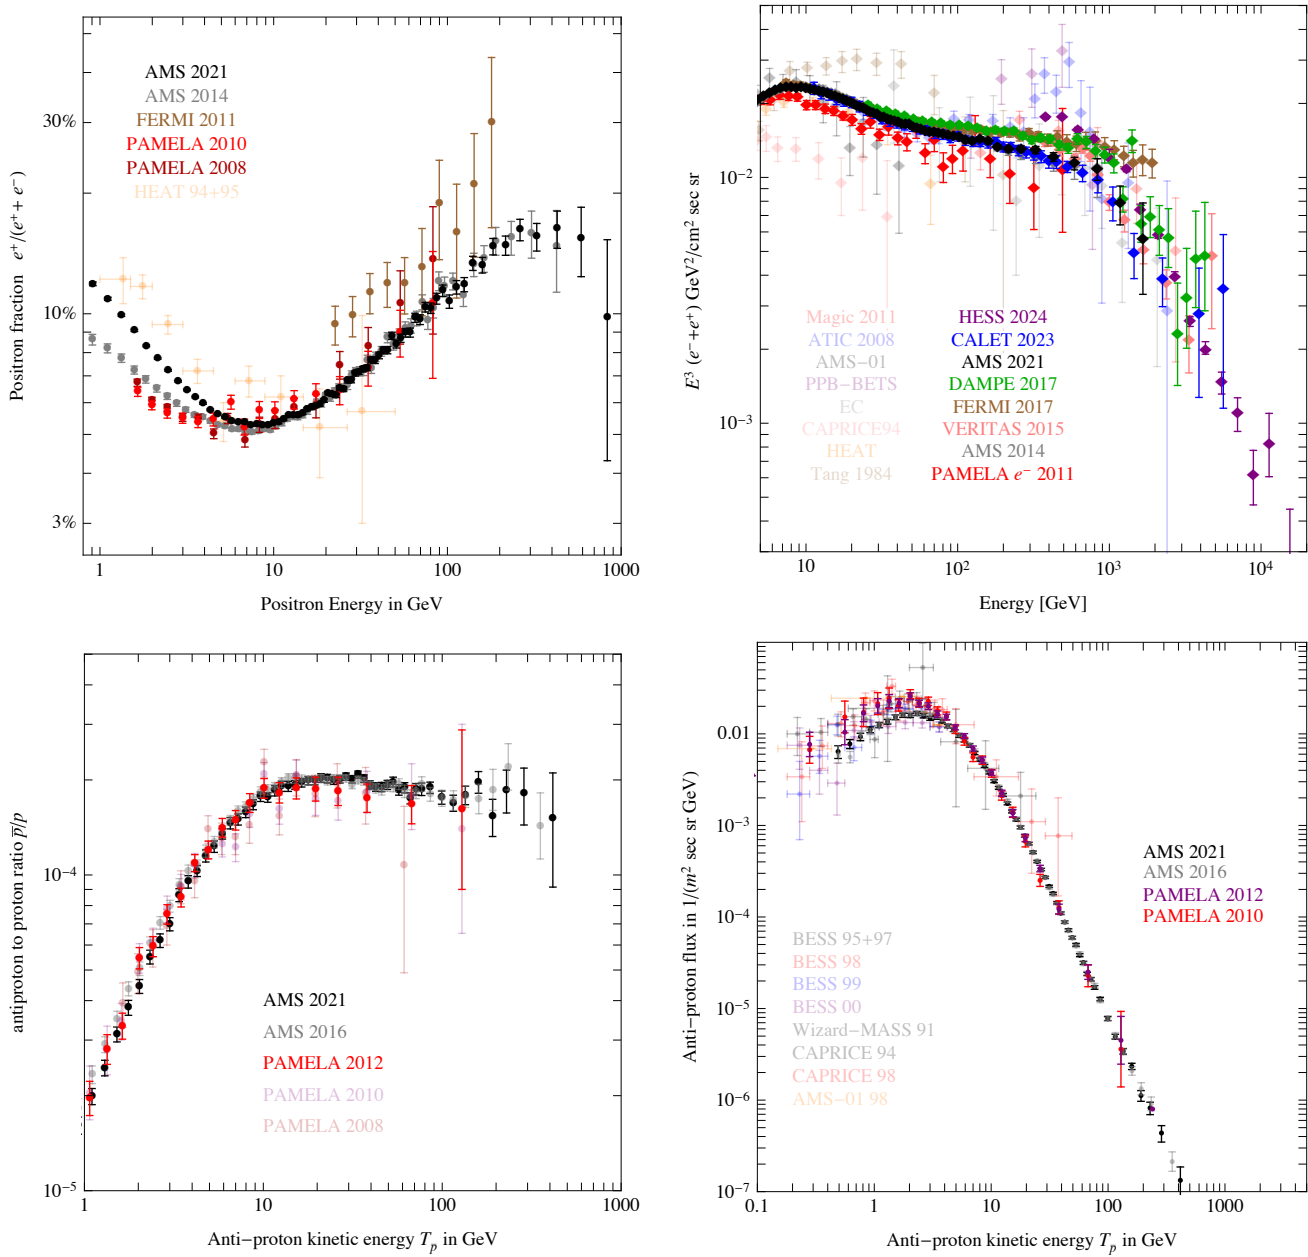 AMS 2021
AMS 2014
FERMI 2011
PAMELA 2010
PAMELA 2008
HEAT 94+95
30%
10%
3%
Positron fraction e⁺/(e⁺+ e⁻)
1 10 100 1000
Positron Energy in GeV
E³ (e⁻+e⁺) GeV²/cm² sec sr
10⁻²
10⁻³
Magic 2011
ATIC 2008
AMS−01
PPB−BETS
EC
CAPRICE94
HEAT
Tang 1984
HESS 2024
CALET 2023
AMS 2021
DAMPE 2017
FERMI 2017
VERITAS 2015
AMS 2014
PAMELA e⁻ 2011
10 10² 10³ 10⁴
Energy [GeV]
antiproton to proton ratio p̅/p
10⁻⁴
10⁻⁵
AMS 2021
AMS 2016
PAMELA 2012
PAMELA 2010
PAMELA 2008
1 10 100 1000
Anti−proton kinetic energy Tₚ in GeV
Anti−proton flux in 1/(m² sec sr GeV)
0.01
10⁻³
10⁻⁴
10⁻⁵
10⁻⁶
10⁻⁷
AMS 2021
AMS 2016
PAMELA 2012
PAMELA 2010
BESS 95+97
BESS 98
BESS 99
BESS 00
Wizard−MASS 91
CAPRICE 94
CAPRICE 98
AMS−01 98
0.1 1 10 100 1000
Anti−proton kinetic energy Tₚ in GeV